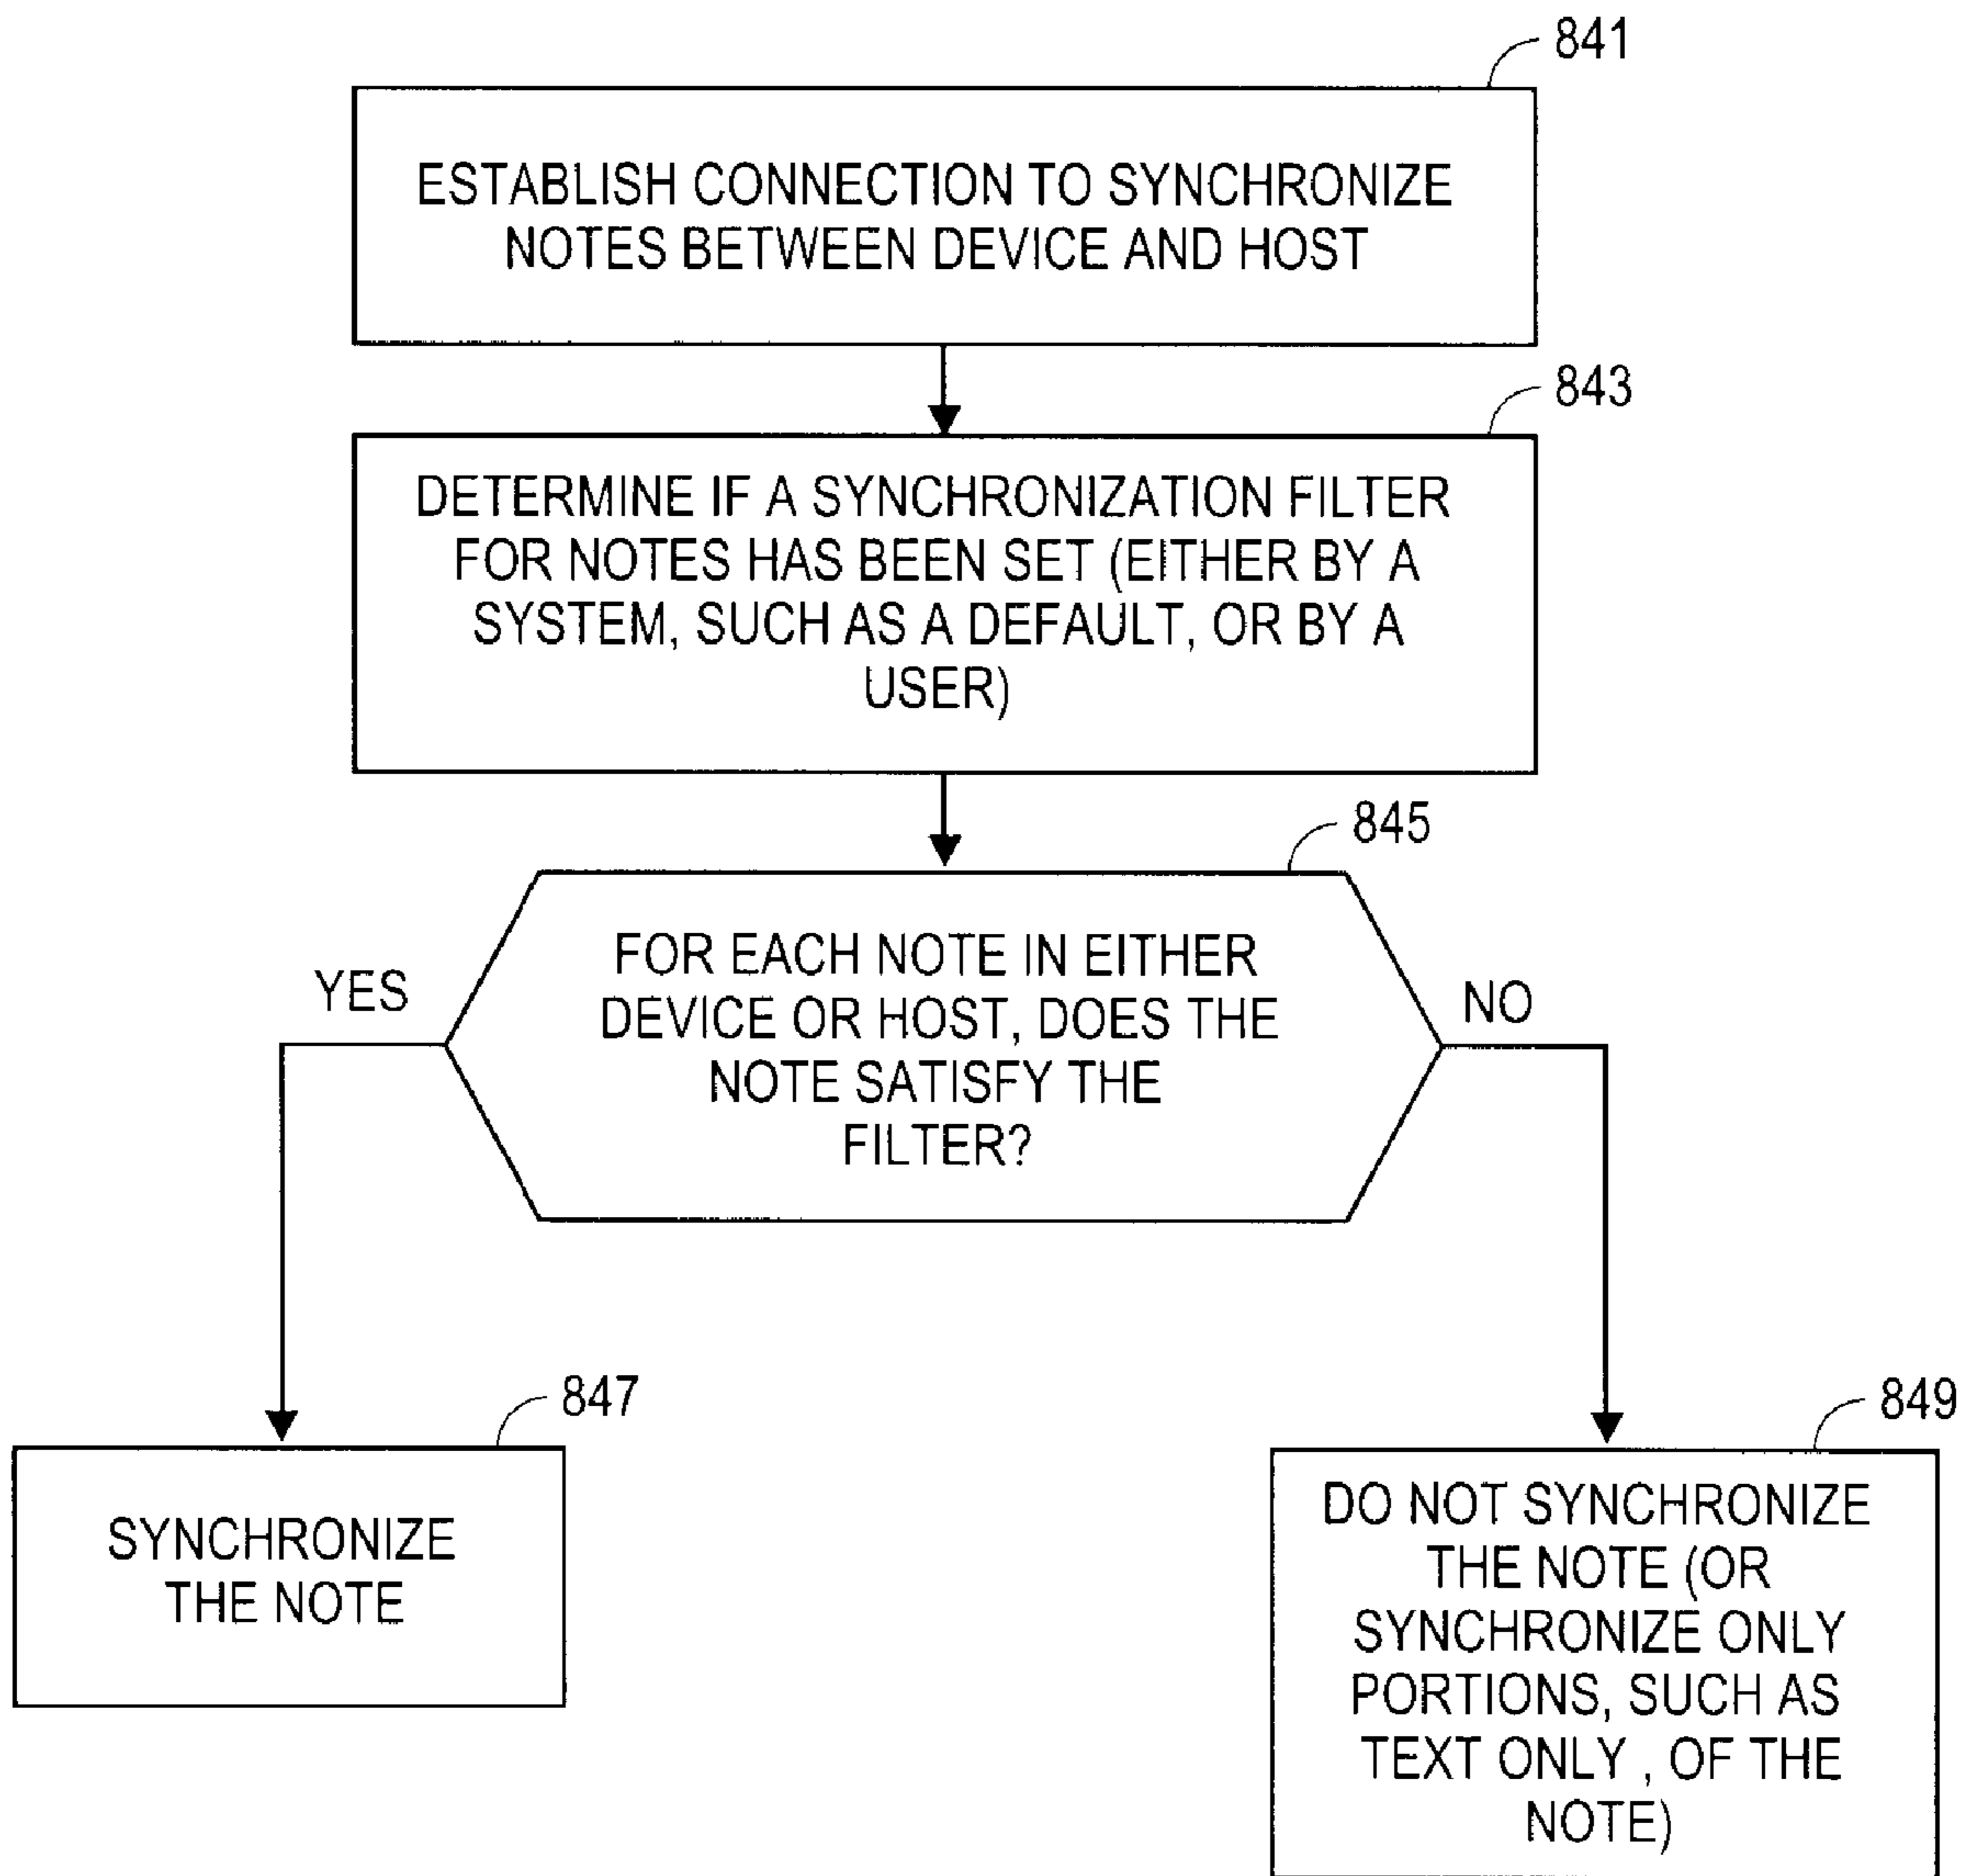 841
ESTABLISH CONNECTION TO SYNCHRONIZE
NOTES BETWEEN DEVICE AND HOST
843
DETERMINE IF A SYNCHRONIZATION FILTER
FOR NOTES HAS BEEN SET (EITHER BY A
SYSTEM, SUCH AS A DEFAULT, OR BY A
USER)
845
FOR EACH NOTE IN EITHER
DEVICE OR HOST, DOES THE
NOTE SATISFY THE
FILTER?
YES
NO
847
SYNCHRONIZE
THE NOTE
849
DO NOT SYNCHRONIZE
THE NOTE (OR
SYNCHRONIZE ONLY
PORTIONS, SUCH AS
TEXT ONLY , OF THE
NOTE)